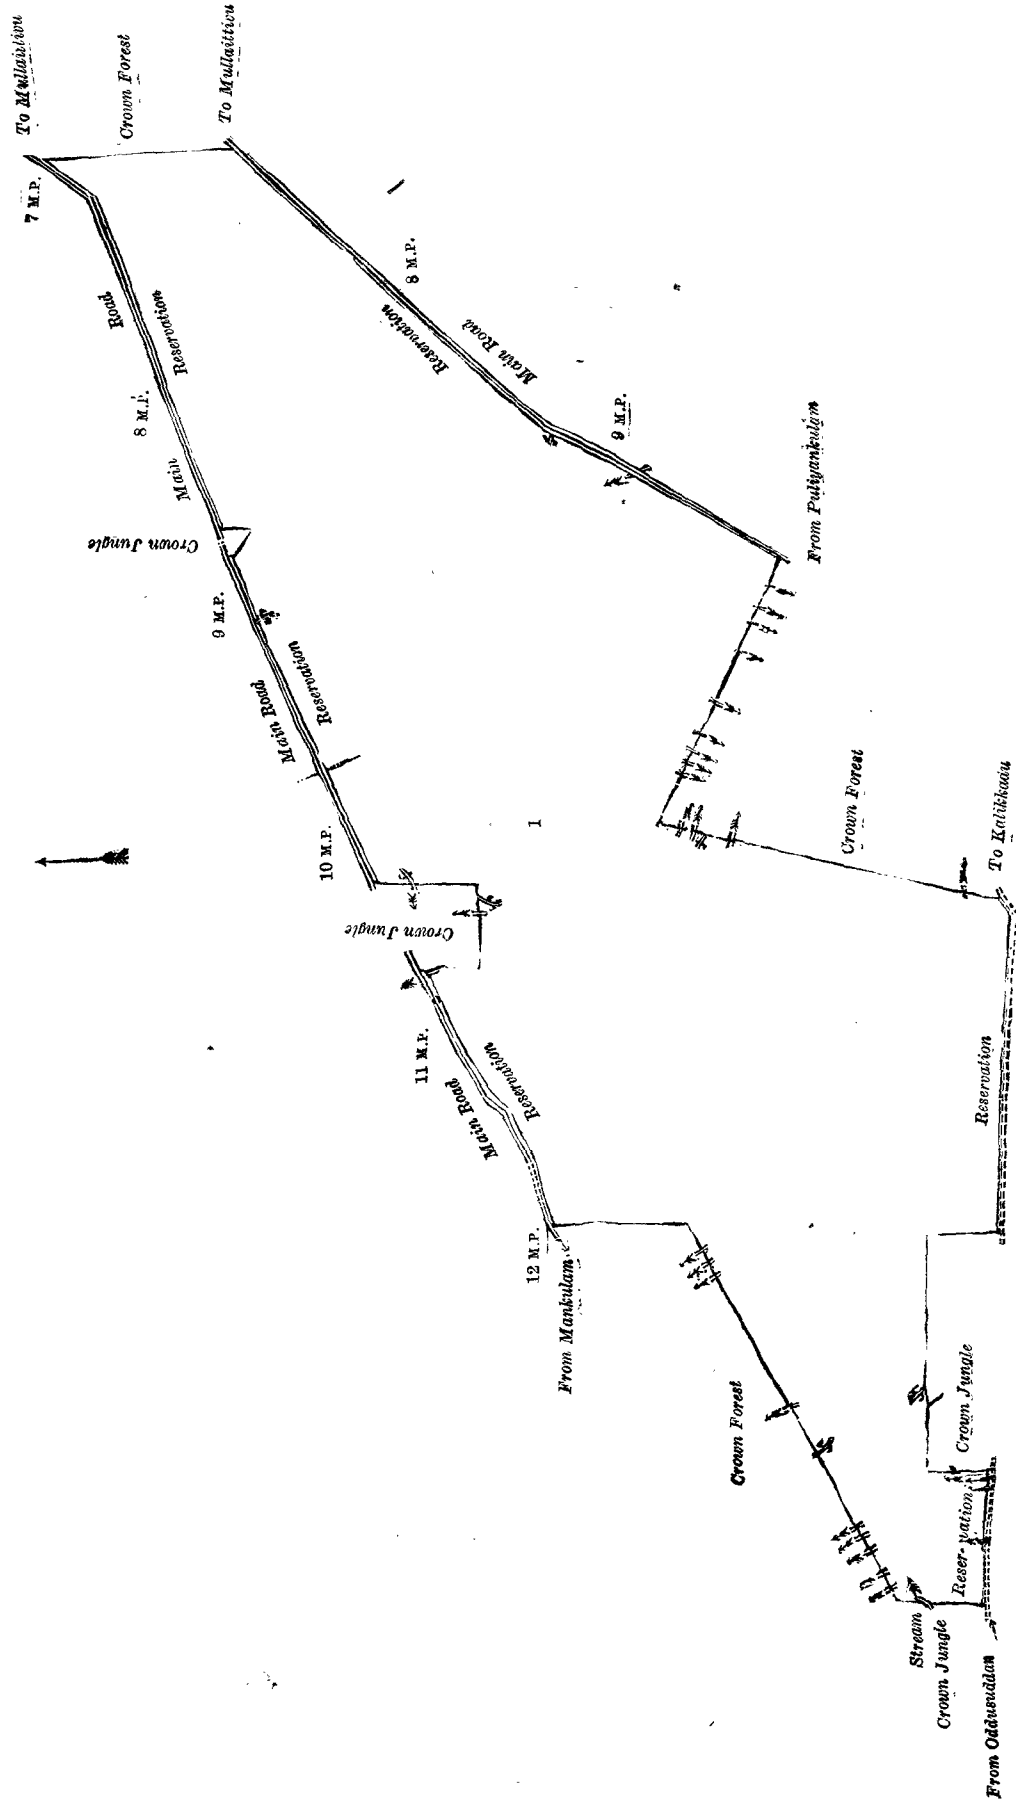 To Mullaitivu
Crown Forest
To Mullaittivu
7 M.P.
Road
Reservation
8 M.P.
Main
Crown Jungle
9 M.P.
Main Road
Reservation
10 M.P.
Crown Jungle
11 M.P.
Main Road
Reservation
12 M.P.
From Mankulam
8 M.P.
Reservation
Main Road
9 M.P.
From Puliyankulam
1
Crown Forest
To Kalikkadu
Reservation
Crown Forest
Crown Jungle
Reser-vation
Stream
Crown Jungle
From Oddusuddan